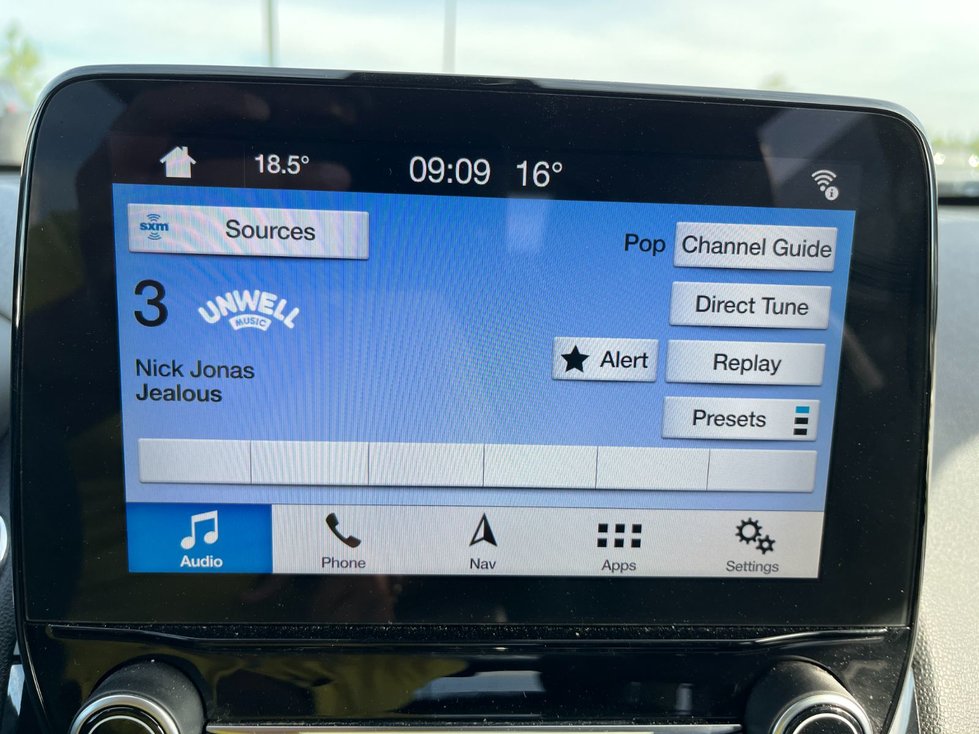 18.5° 09:09 16°
sxm Sources
Pop Channel Guide
3 UNWELL
MUSIC
Direct Tune
Nick Jonas
Jealous
Alert Replay
Presets
Audio Phone Nav Apps Settings